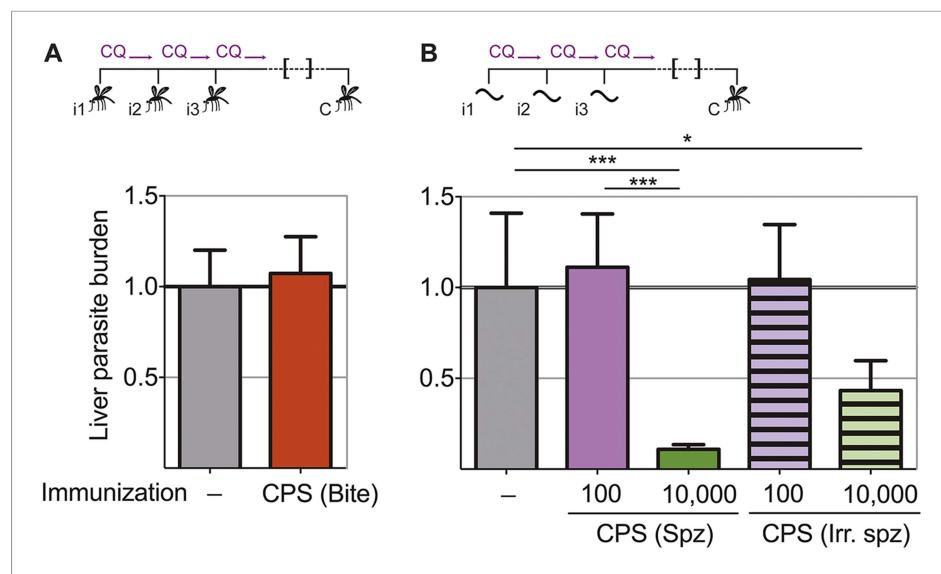 A
CQ CQ CQ
[ ]
i1 i2 i3 C
Liver parasite burden
1.5
1.0
0.5
Immunization – CPS (Bite)
B
CQ CQ CQ
[ ]
i1 i2 i3 C
*
***
***
1.5
1.0
0.5
– 100 10,000 100 10,000
CPS (Spz) CPS (Irr. spz)